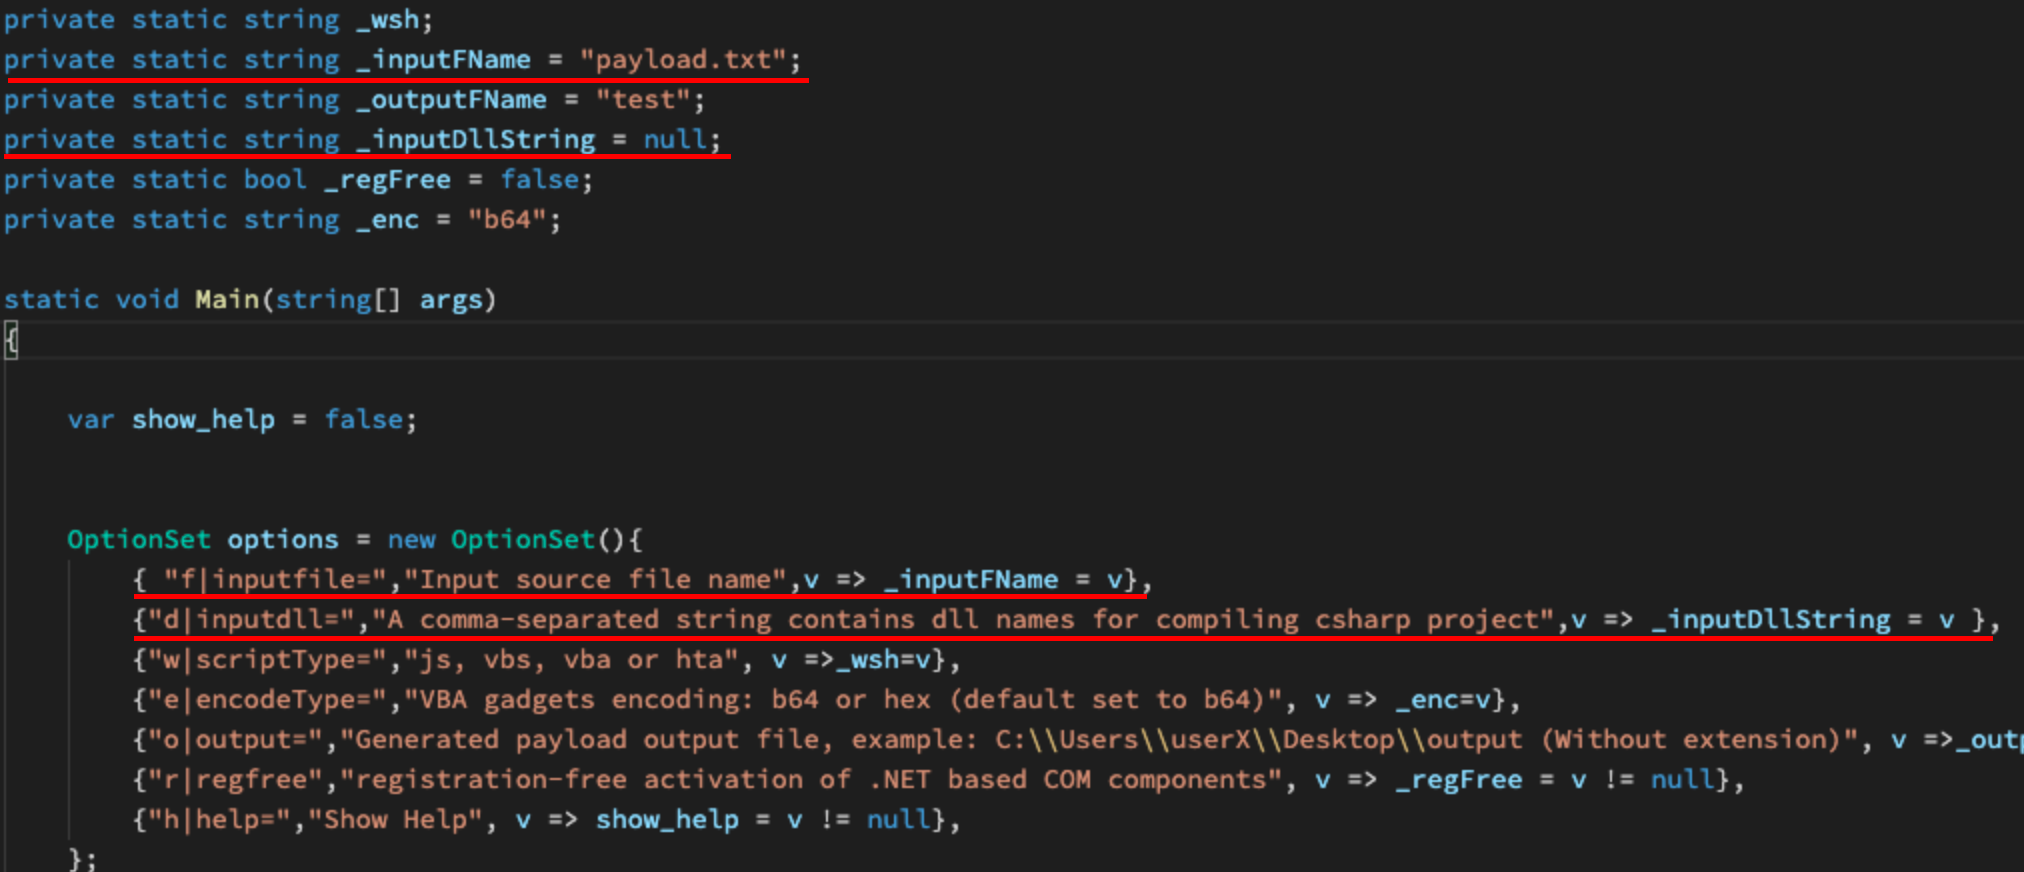 private static string _wsh;
private static string _inputFName = "payload.txt";
private static string _outputFName = "test";
private static string _inputDllString = null;
private static bool _regFree = false;
private static string _enc = "b64";
static void Main(string[] args)
{
var show_help = false;
OptionSet options = new OptionSet(){
{ "f|inputfile=","Input source file name",v => _inputFName = v},
{"d|inputdll=","A comma-separated string contains dll names for compiling csharp project",v => _inputDllString = v },
{"w|scriptType=","js, vbs, vba or hta", v =>_wsh=v},
{"e|encodeType=","VBA gadgets encoding: b64 or hex (default set to b64)", v => _enc=v},
{"o|output=","Generated payload output file, example: C:\\Users\\userX\\Desktop\\output (Without extension)", v =>_outp
{"r|regfree","registration-free activation of .NET based COM components", v => _regFree = v != null},
{"h|help=","Show Help", v => show_help = v != null},
};